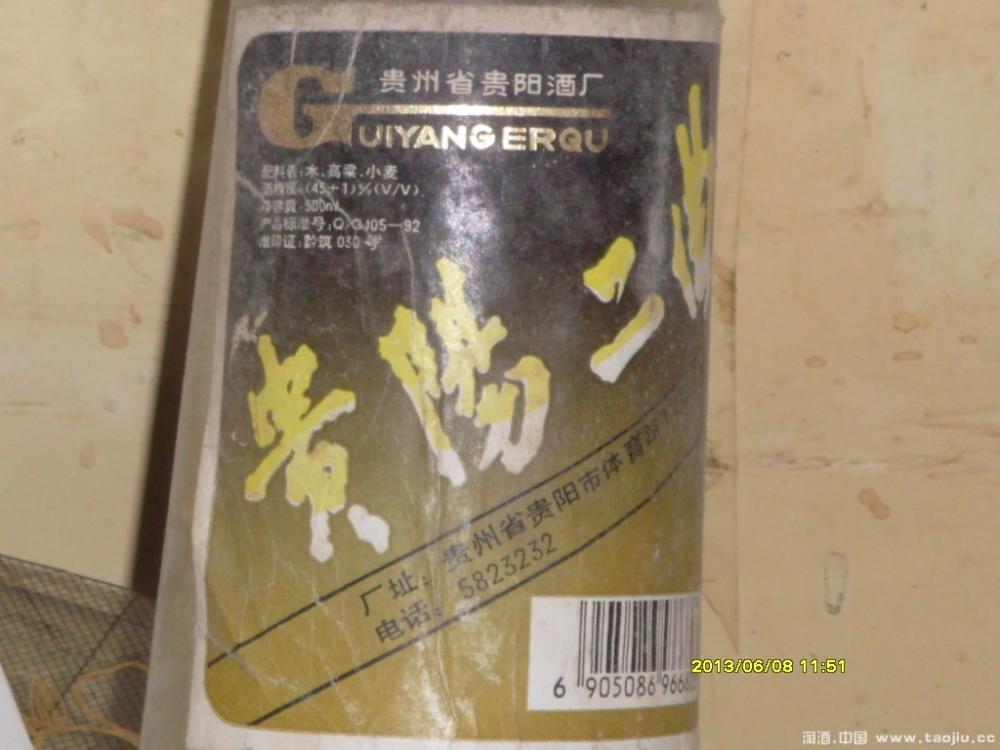 贵州省贵阳酒厂
GUIYANG ERQU
配料表:水、高粱、小麦
酒精度:(45±1)%(V/V)
净容量:500ml
产品标准号:Q/GJ05-92
准印证:黔筑 030 号
贵阳二曲
厂址:贵州省贵阳市体育路
电话:5823232
6 905086 966
2013/06/08 11:51
淘酒.中国 www.taojiu.cc